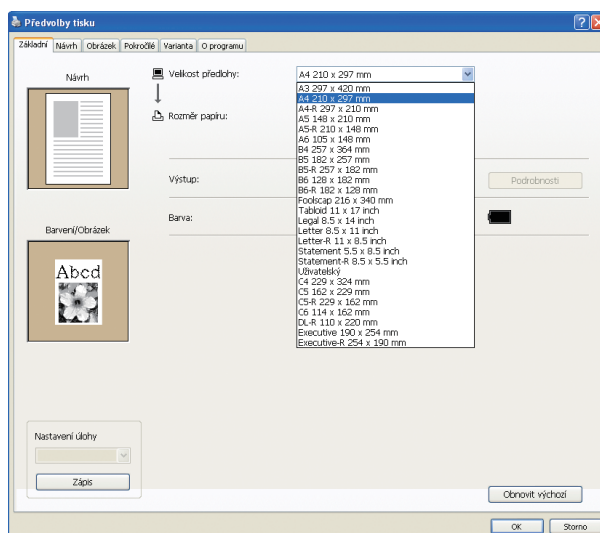 Předvolby tisku
Základní Návrh Obrázek Pokročilé Varianta O programu
Návrh
Velikost předlohy:
A4 210 x 297 mm
Rozměr papíru:
A3 297 x 420 mm
A4 210 x 297 mm
A4-R 297 x 210 mm
A5 148 x 210 mm
A5-R 210 x 148 mm
A6 105 x 148 mm
B4 257 x 364 mm
B5 182 x 257 mm
B5-R 257 x 182 mm
B6 128 x 182 mm
B6-R 182 x 128 mm
Foolscap 216 x 340 mm
Tabloid 11 x 17 inch
Legal 8.5 x 14 inch
Letter 8.5 x 11 inch
Letter-R 11 x 8.5 inch
Statement 5.5 x 8.5 inch
Statement-R 8.5 x 5.5 inch
Uživatelský
C4 229 x 324 mm
C5 162 x 229 mm
C5-R 229 x 162 mm
C6 114 x 162 mm
DL-R 110 x 220 mm
Executive 190 x 254 mm
Executive-R 254 x 190 mm
Výstup:
Podrobnosti
Barva:
Barvení/Obrázek
Abcd
Nastavení úlohy
Zápis
Obnovit výchozí
OK Storno